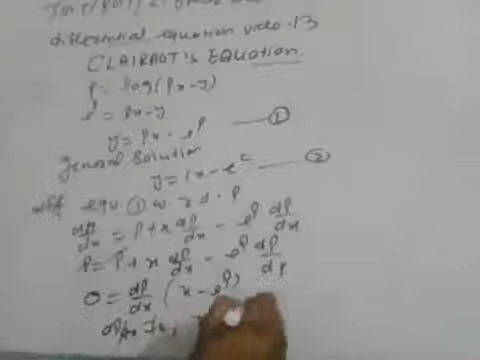 differential equation video-13
CLAIRAUT'S EQUATION.
P = log(Px-y)
e^P = Px-y
y = Px - e^P —— ①
general Solution
y = cx - e^c —— ②
diff equ. ① w.r.t. P
dy/dx = P + x dP/dx - e^P dP/dx
P = P + x dP/dx - e^P dP/dP
0 = dP/dx (x - e^P)